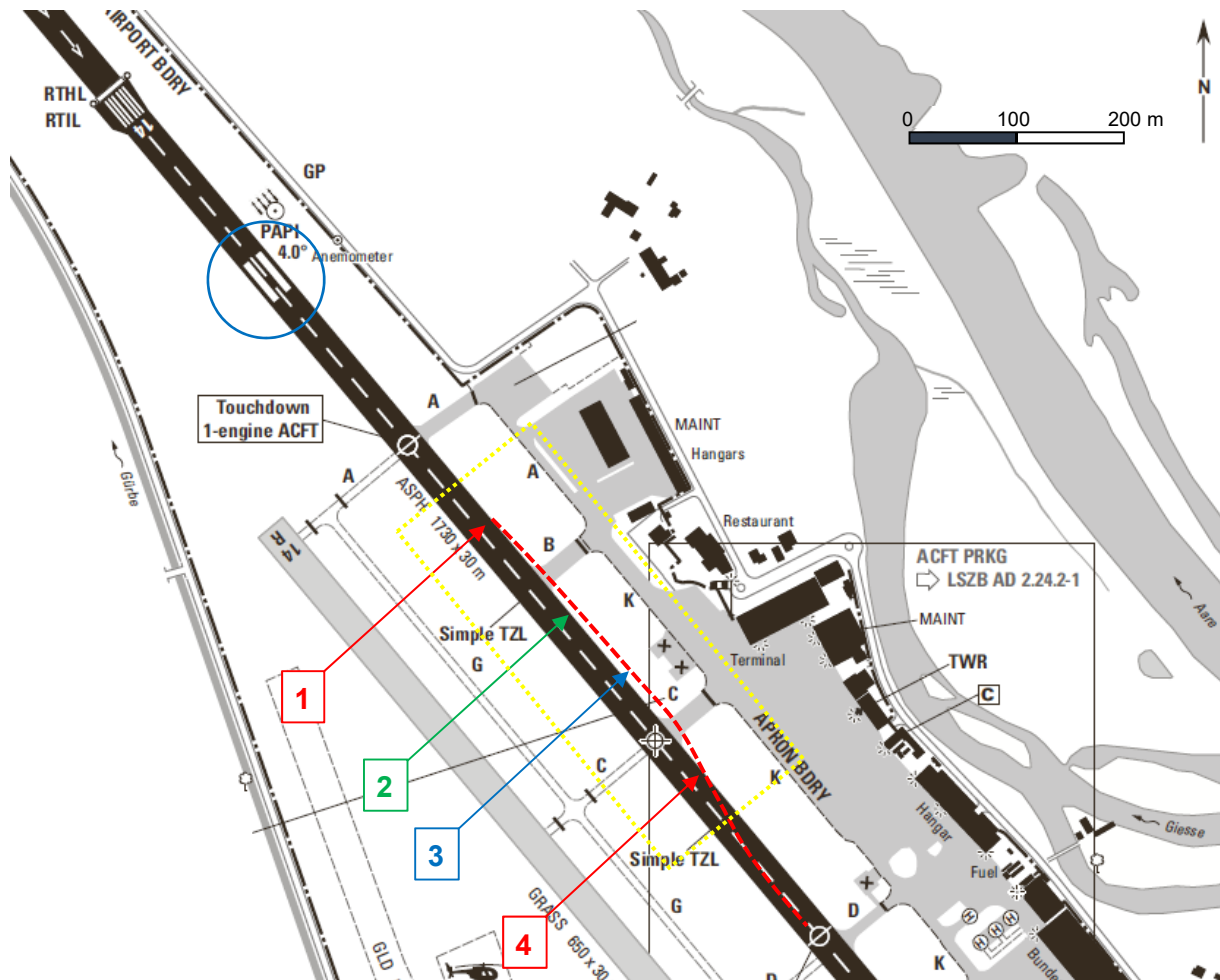 AIRPORT BDRY
RTHL
RTIL
14
GP
PAPI
4.0°
Anemometer
N
0 100 200 m
Touchdown
1-engine ACFT
A
A
A
Gürbe
ASPH 1730 x 30 m
14 R
B
MAINT
Hangars
Restaurant
K
ACFT PRKG
LSZB AD 2.24.2-1
Aare
MAINT
TWR
C
Simple TZL
G
Terminal
C
C
1
2
3
4
APRON BDRY
K
Simple TZL
Hangar
Giesse
Fuel
GRASS 650 x 30
G
D
GLD
H
H
H
H
K